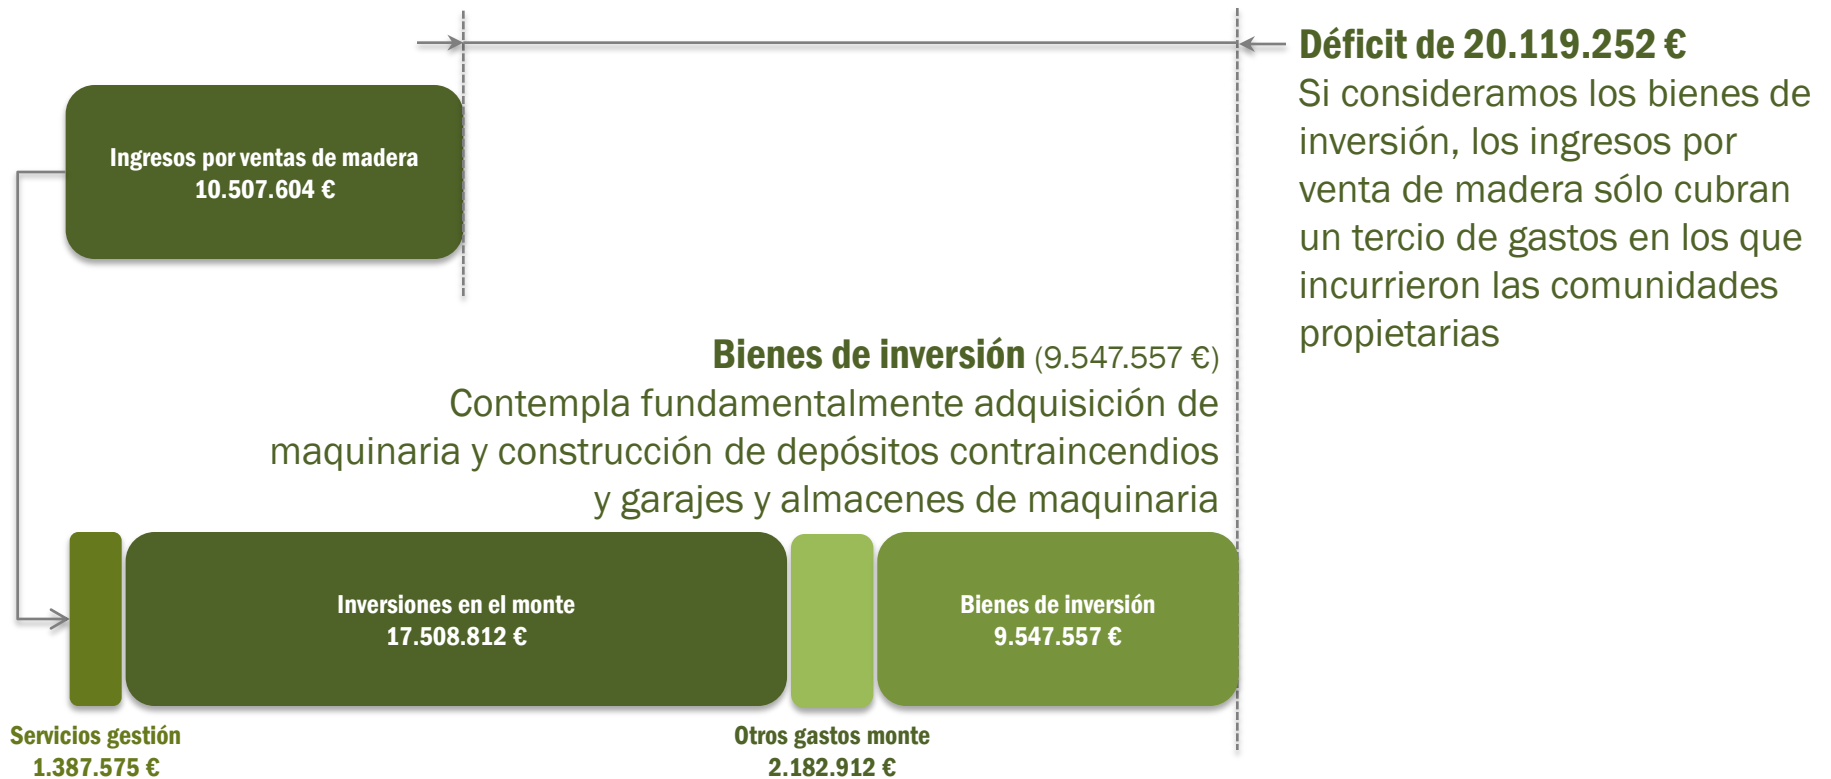 Déficit de 20.119.252 €
Si consideramos los bienes de
inversión, los ingresos por
venta de madera sólo cubran
un tercio de gastos en los que
incurrieron las comunidades
propietarias
Ingresos por ventas de madera
10.507.604 €
Bienes de inversión (9.547.557 €)
Contempla fundamentalmente adquisición de
maquinaria y construcción de depósitos contraincendios
y garajes y almacenes de maquinaria
Inversiones en el monte
17.508.812 €
Bienes de inversión
9.547.557 €
Servicios gestión
1.387.575 €
Otros gastos monte
2.182.912 €